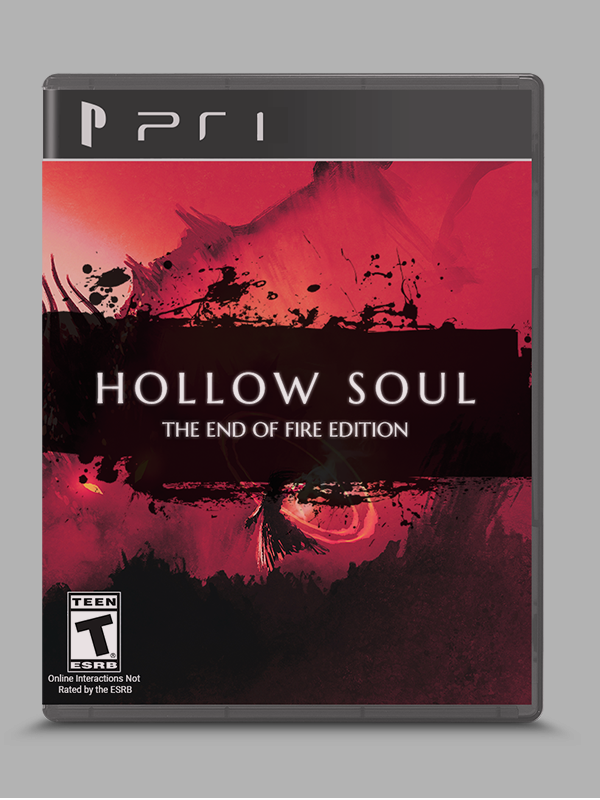 PRI
HOLLOW SOUL
THE END OF FIRE EDITION
TEEN
T
ESRB
Online Interactions Not
Rated by the ESRB